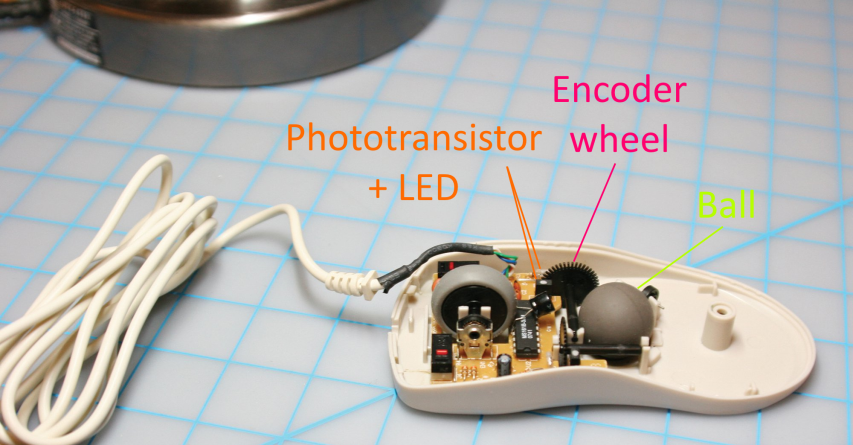 Encoder
wheel
Phototransistor
+ LED
Ball